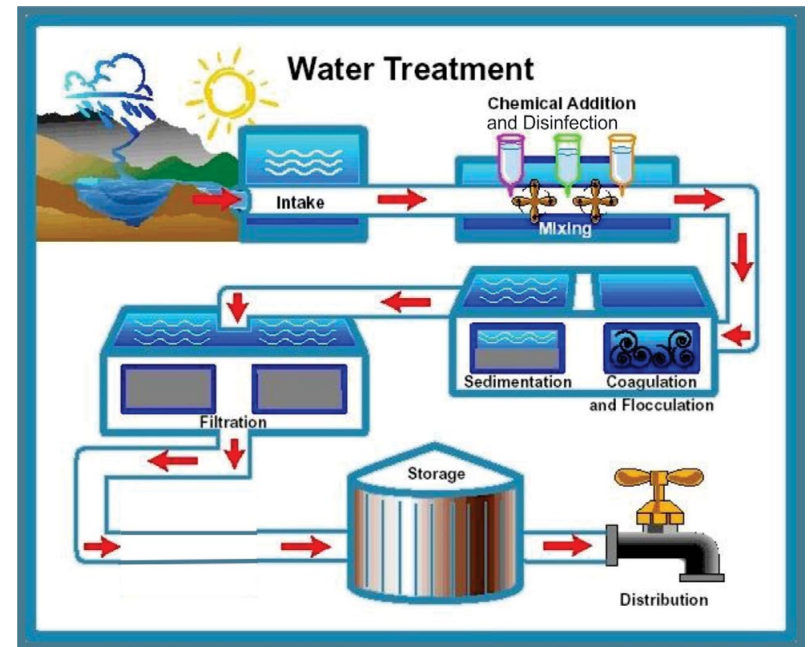 Water Treatment
Chemical Addition
and Disinfection
Intake
Mixing
Sedimentation
Coagulation
and Flocculation
Filtration
Storage
Distribution